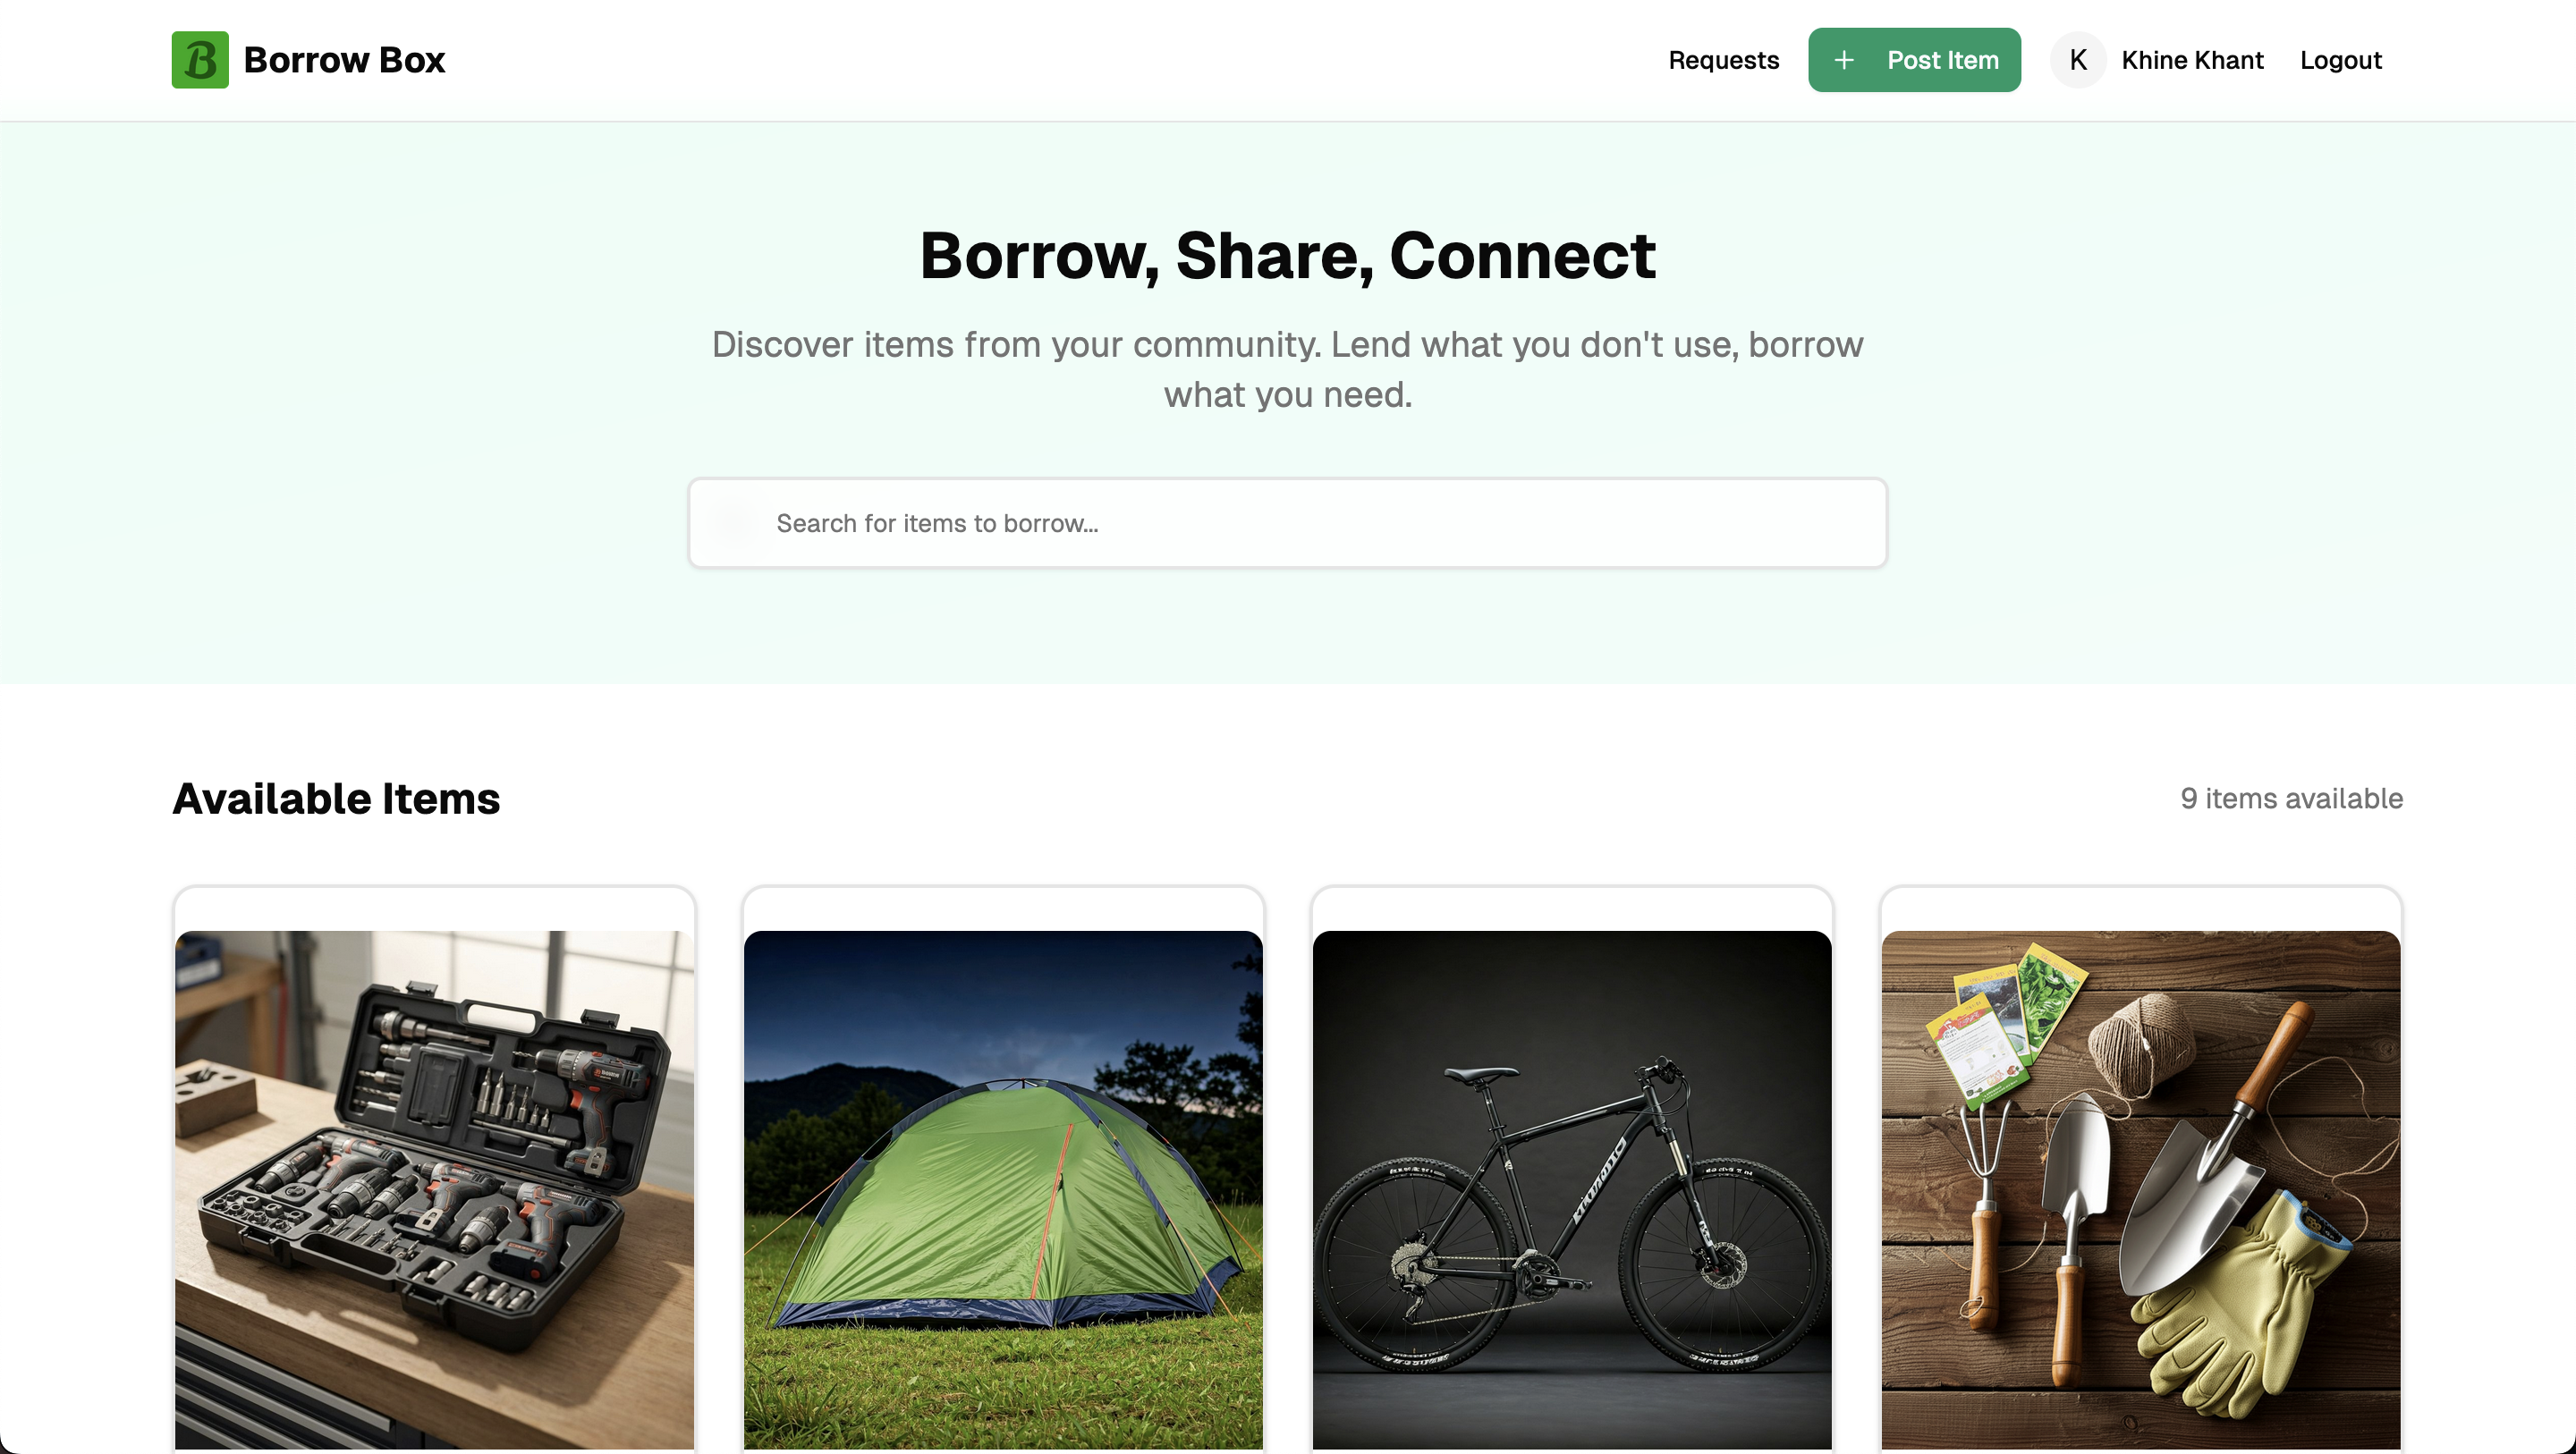 B Borrow Box
Requests
+ Post Item
K Khine Khant
Logout
Borrow, Share, Connect
Discover items from your community. Lend what you don't use, borrow
what you need.
Search for items to borrow...
Available Items
9 items available